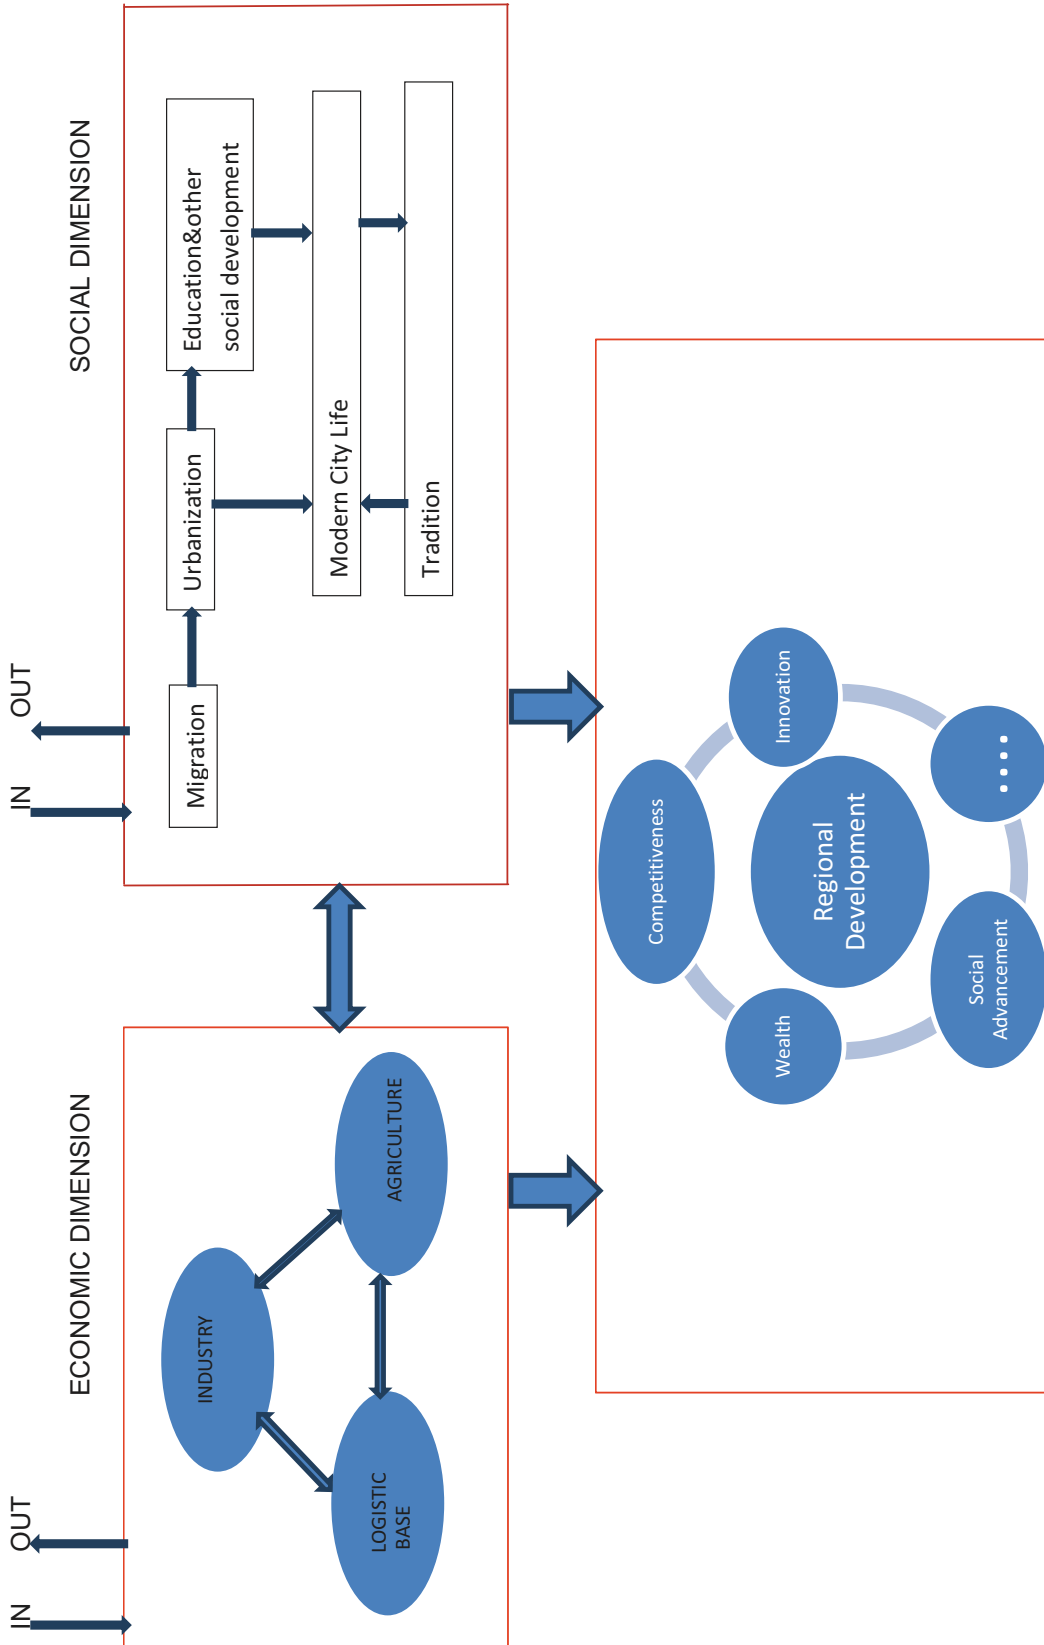 IN
OUT
IN
OUT
ECONOMIC DIMENSION
SOCIAL DIMENSION
INDUSTRY
LOGISTIC
BASE
AGRICULTURE
Migration
Urbanization
Education&other
social development
Modern City Life
Tradition
Competitiveness
Wealth
Innovation
Regional
Development
Social
Advancement
....